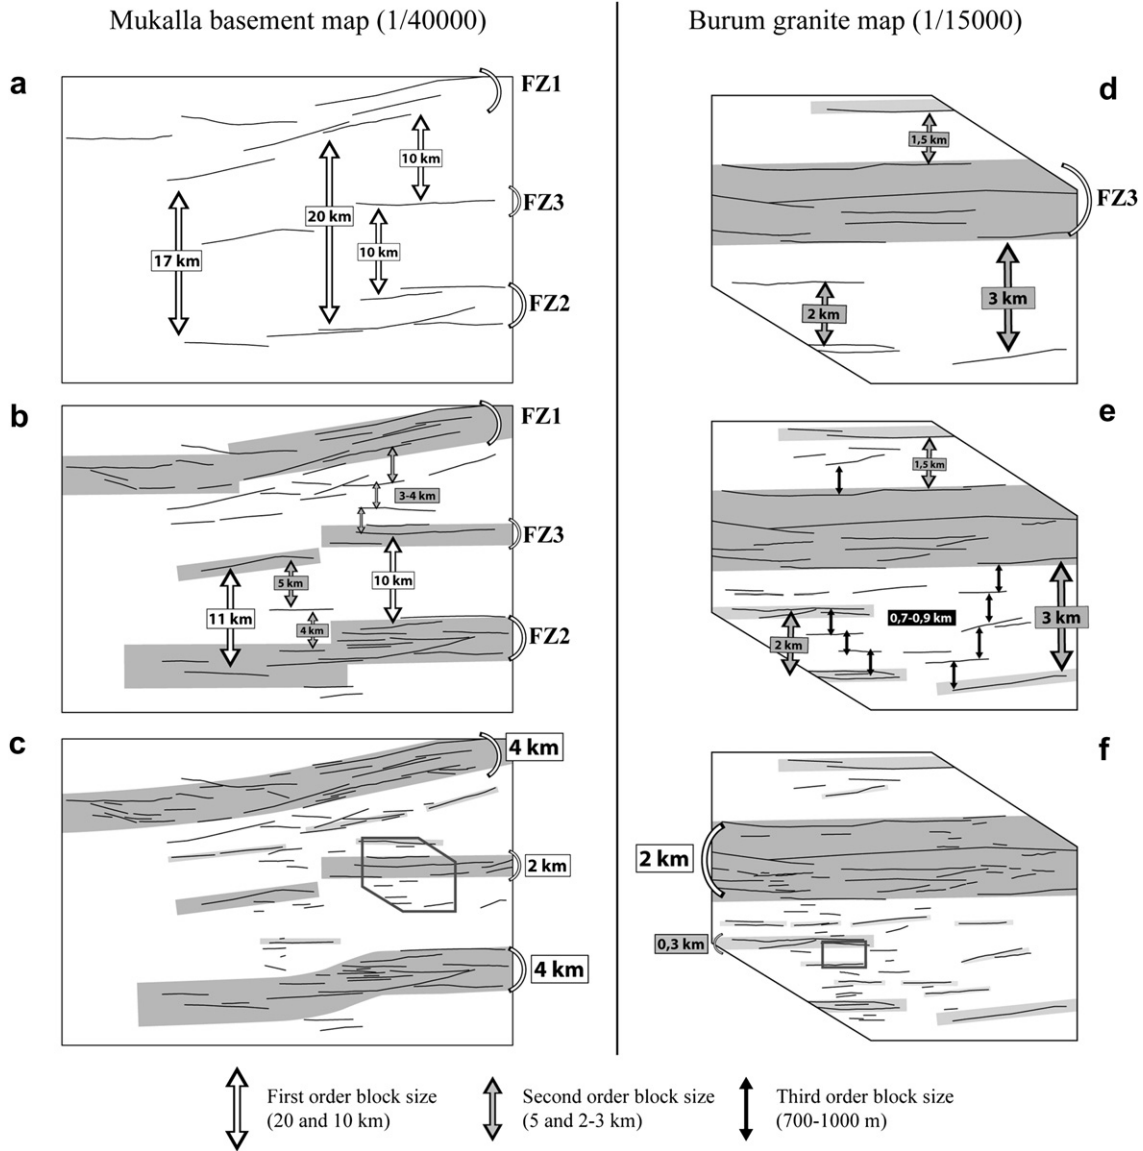 Mukalla basement map (1/40000)
Burum granite map (1/15000)
a
FZ1
10 km
20 km
FZ3
17 km
10 km
FZ2
d
1,5 km
FZ3
3 km
2 km
b
FZ1
3-4 km
FZ3
5 km
10 km
11 km
4 km
FZ2
e
1,5 km
0,7-0,9 km
3 km
2 km
c
4 km
2 km
4 km
f
2 km
0,3 km
First order block size
(20 and 10 km)
Second order block size
(5 and 2-3 km)
Third order block size
(700-1000 m)